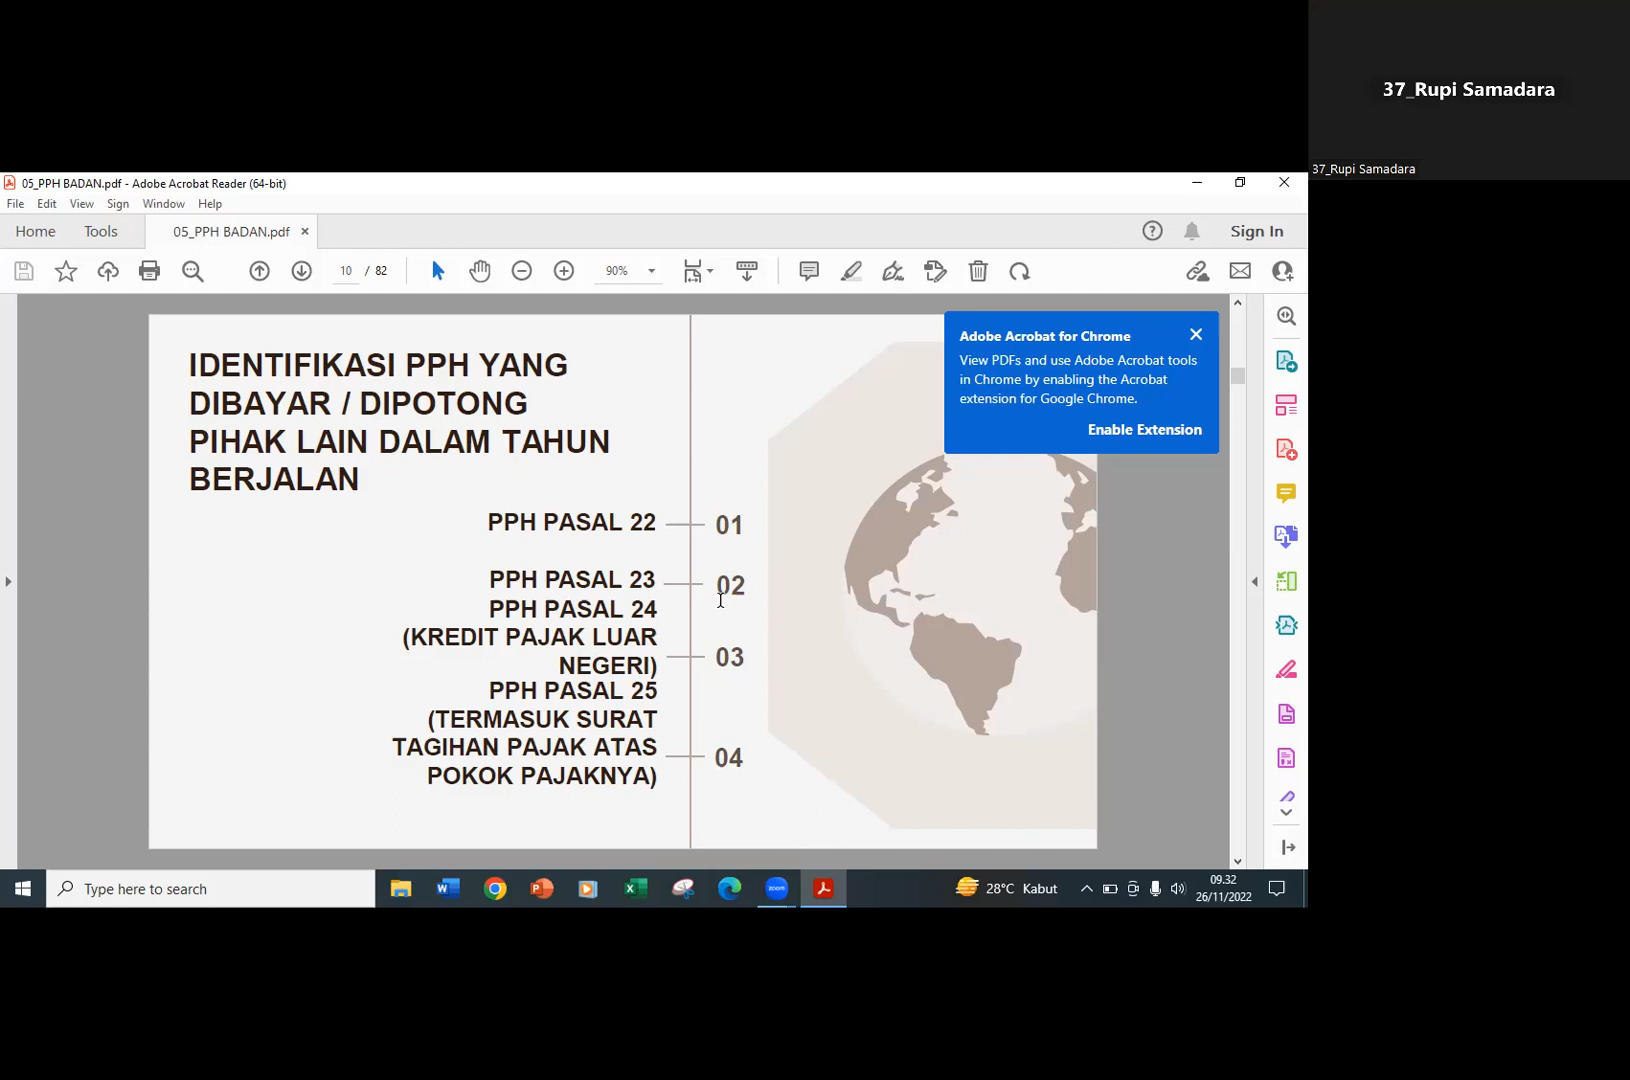 37_Rupi Samadara
37_Rupi Samadara
05_PPH BADAN.pdf - Adobe Acrobat Reader (64-bit)
File Edit View Sign Window Help
Home Tools 05_PPH BADAN.pdf × Sign In
10 / 82 90%
Adobe Acrobat for Chrome
View PDFs and use Adobe Acrobat tools
in Chrome by enabling the Acrobat
extension for Google Chrome.
Enable Extension
IDENTIFIKASI PPH YANG
DIBAYAR / DIPOTONG
PIHAK LAIN DALAM TAHUN
BERJALAN
PPH PASAL 22 01
PPH PASAL 23 02
PPH PASAL 24
(KREDIT PAJAK LUAR
NEGERI) 03
PPH PASAL 25
(TERMASUK SURAT
TAGIHAN PAJAK ATAS
POKOK PAJAKNYA) 04
Type here to search
zoom
28°C Kabut
09.32
26/11/2022